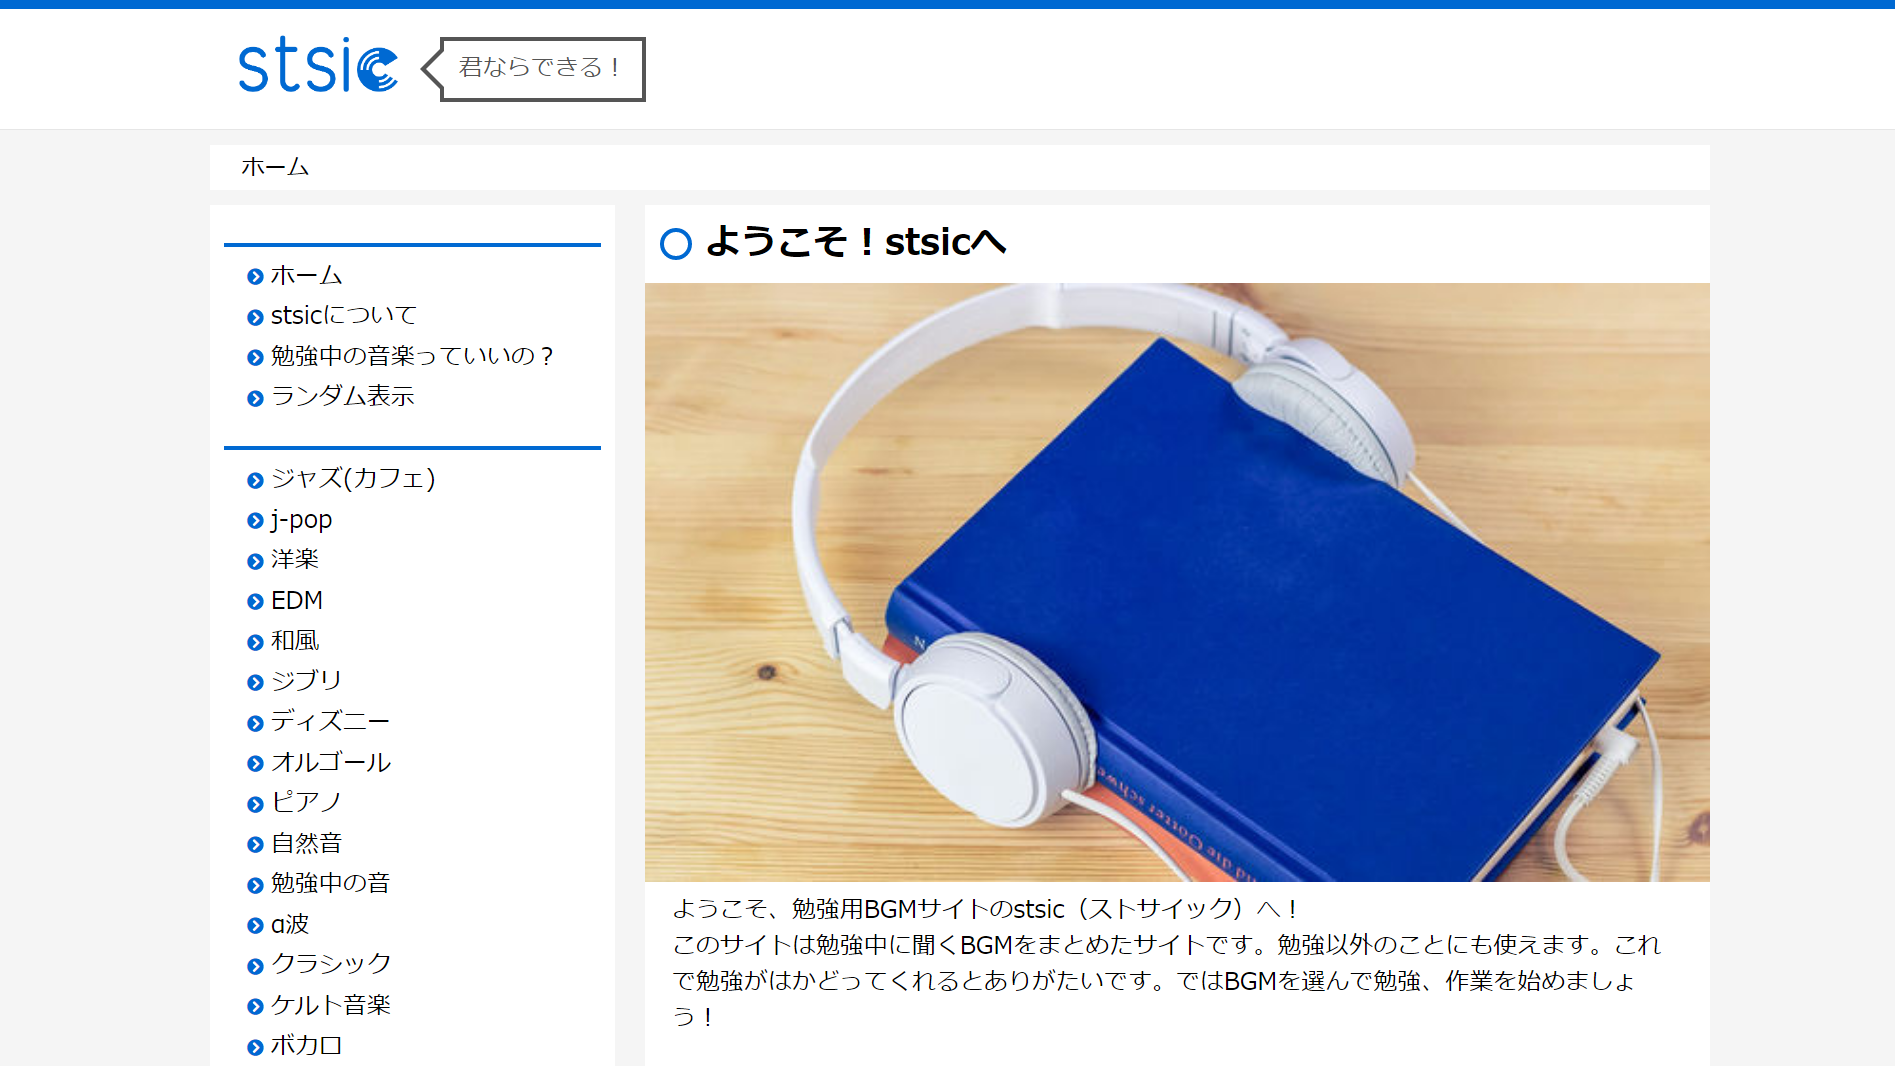 stsic
君ならできる！
ホーム
ホーム
stsicについて
勉強中の音楽っていいの？
ランダム表示
ジャズ(カフェ)
j-pop
洋楽
EDM
和風
ジブリ
ディズニー
オルゴール
ピアノ
自然音
勉強中の音
α波
クラシック
ケルト音楽
ボカロ
ようこそ！stsicへ
nd die Götter schwe
ようこそ、勉強用BGMサイトのstsic（ストサイック）へ！
このサイトは勉強中に聞くBGMをまとめたサイトです。勉強以外のことにも使えます。これ
で勉強がはかどってくれるとありがたいです。ではBGMを選んで勉強、作業を始めましょ
う！